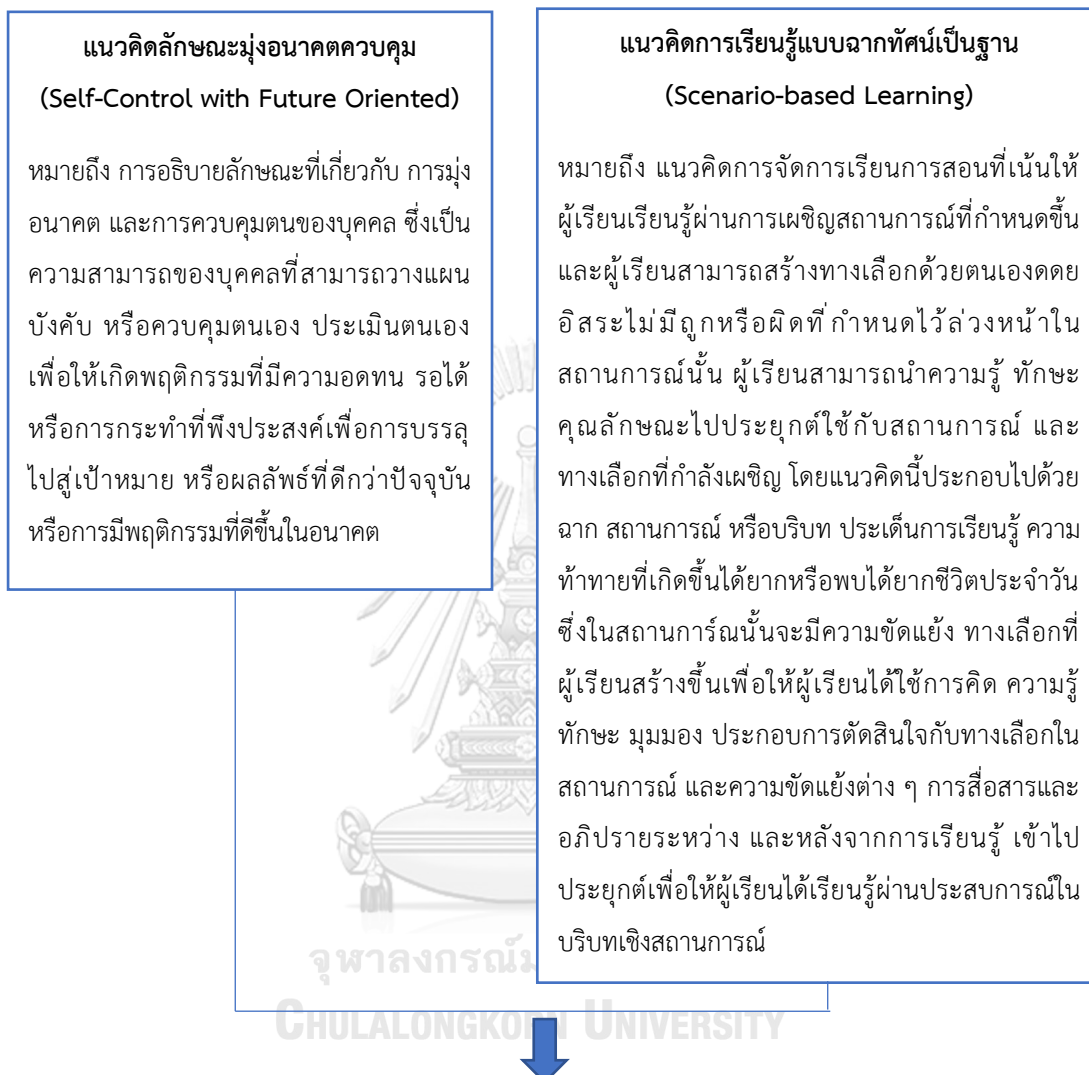 แนวคิดลักษณะมุ่งอนาคตควบคุม
(Self-Control with Future Oriented)
หมายถึง การอธิบายลักษณะที่เกี่ยวกับ การมุ่ง
อนาคต และการควบคุมตนของบุคคล ซึ่งเป็น
ความสามารถของบุคคลที่สามารถวางแผน
บังคับ หรือควบคุมตนเอง ประเมินตนเอง
เพื่อให้เกิดพฤติกรรมที่มีความอดทน รอได้
หรือการกระทำที่พึงประสงค์เพื่อการบรรลุ
ไปสู่เป้าหมาย หรือผลลัพธ์ที่ดีกว่าปัจจุบัน
หรือการมีพฤติกรรมที่ดีขึ้นในอนาคต
แนวคิดการเรียนรู้แบบฉากทัศน์เป็นฐาน
(Scenario-based Learning)
หมายถึง แนวคิดการจัดการเรียนการสอนที่เน้นให้
ผู้เรียนเรียนรู้ผ่านการเผชิญสถานการณ์ที่กำหนดขึ้น
และผู้เรียนสามารถสร้างทางเลือกด้วยตนเองดดย
อิสระไม่มีถูกหรือผิดที่กำหนดไว้ล่วงหน้าใน
สถานการณ์นั้น ผู้เรียนสามารถนำความรู้ ทักษะ
คุณลักษณะไปประยุกต์ใช้กับสถานการณ์ และ
ทางเลือกที่กำลังเผชิญ โดยแนวคิดนี้ประกอบไปด้วย
ฉาก สถานการณ์ หรือบริบท ประเด็นการเรียนรู้ ความ
ท้าทายที่เกิดขึ้นได้ยากหรือพบได้ยากชีวิตประจำวัน
ซึ่งในสถานการ์ณนั้นจะมีความขัดแย้ง ทางเลือกที่
ผู้เรียนสร้างขึ้นเพื่อให้ผู้เรียนได้ใช้การคิด ความรู้
ทักษะ มุมมอง ประกอบการตัดสินใจกับทางเลือกใน
สถานการณ์ และความขัดแย้งต่าง ๆ การสื่อสารและ
อภิปรายระหว่าง และหลังจากการเรียนรู้ เข้าไป
ประยุกต์เพื่อให้ผู้เรียนได้เรียนรู้ผ่านประสบการณ์ใน
บริบทเชิงสถานการณ์
จุฬาลงกรณ์
CHULALONGKORN UNIVERSITY